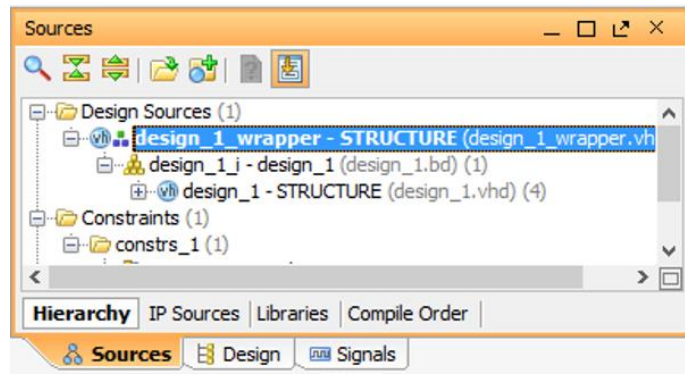 Sources
Design Sources (1)
design_1_wrapper - STRUCTURE (design_1_wrapper.vh
design_1_i - design_1 (design_1.bd) (1)
design_1 - STRUCTURE (design_1.vhd) (4)
Constraints (1)
constrs_1 (1)
Hierarchy IP Sources Libraries Compile Order
Sources Design Signals